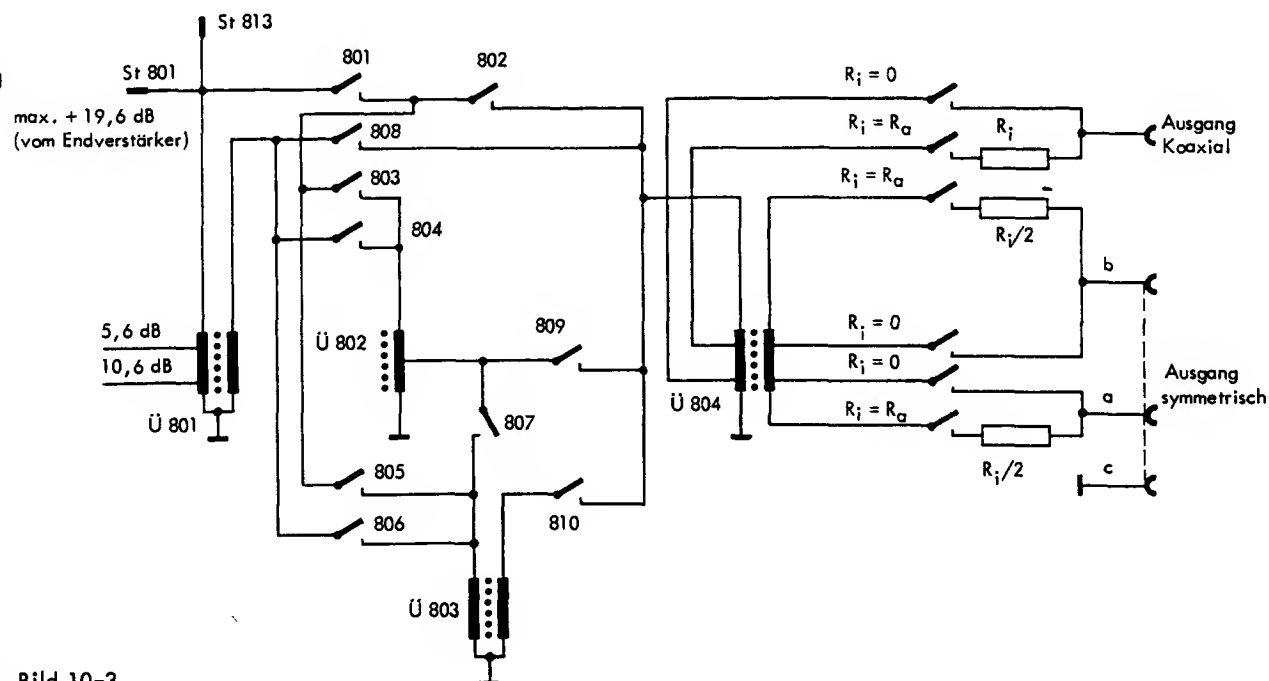 St 813
St 801
801
802
max. + 19,6 dB
(vom Endverstärker)
808
803
804
5,6 dB
10,6 dB
Ü 801
Ü 802
809
807
805
806
810
Ü 803
Ü 804
R_i = 0
R_i = R_a
R_i
R_i = R_a
R_i/2
Ausgang
Koaxial
b
R_i = 0
R_i = 0
a
Ausgang
symmetrisch
R_i = R_a
R_i/2
c